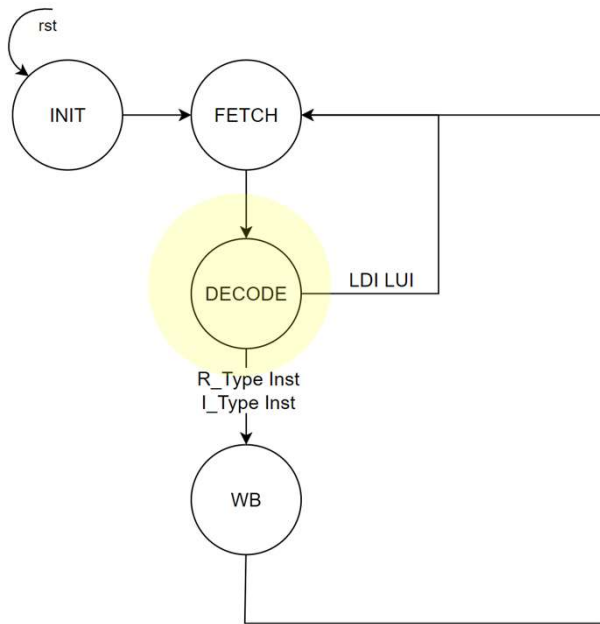 rst
INIT
FETCH
DECODE
LDI LUI
R_Type Inst
I_Type Inst
WB